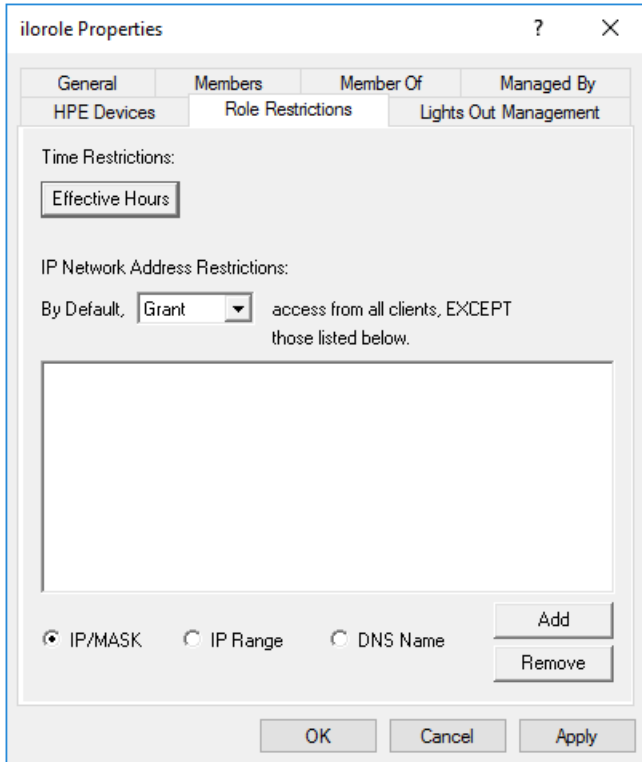 ilorole Properties
?
General Members Member Of Managed By
HPE Devices Role Restrictions Lights Out Management
Time Restrictions:
Effective Hours
IP Network Address Restrictions:
By Default, Grant access from all clients, EXCEPT
those listed below.
IP/MASK IP Range DNS Name
Add
Remove
OK Cancel Apply